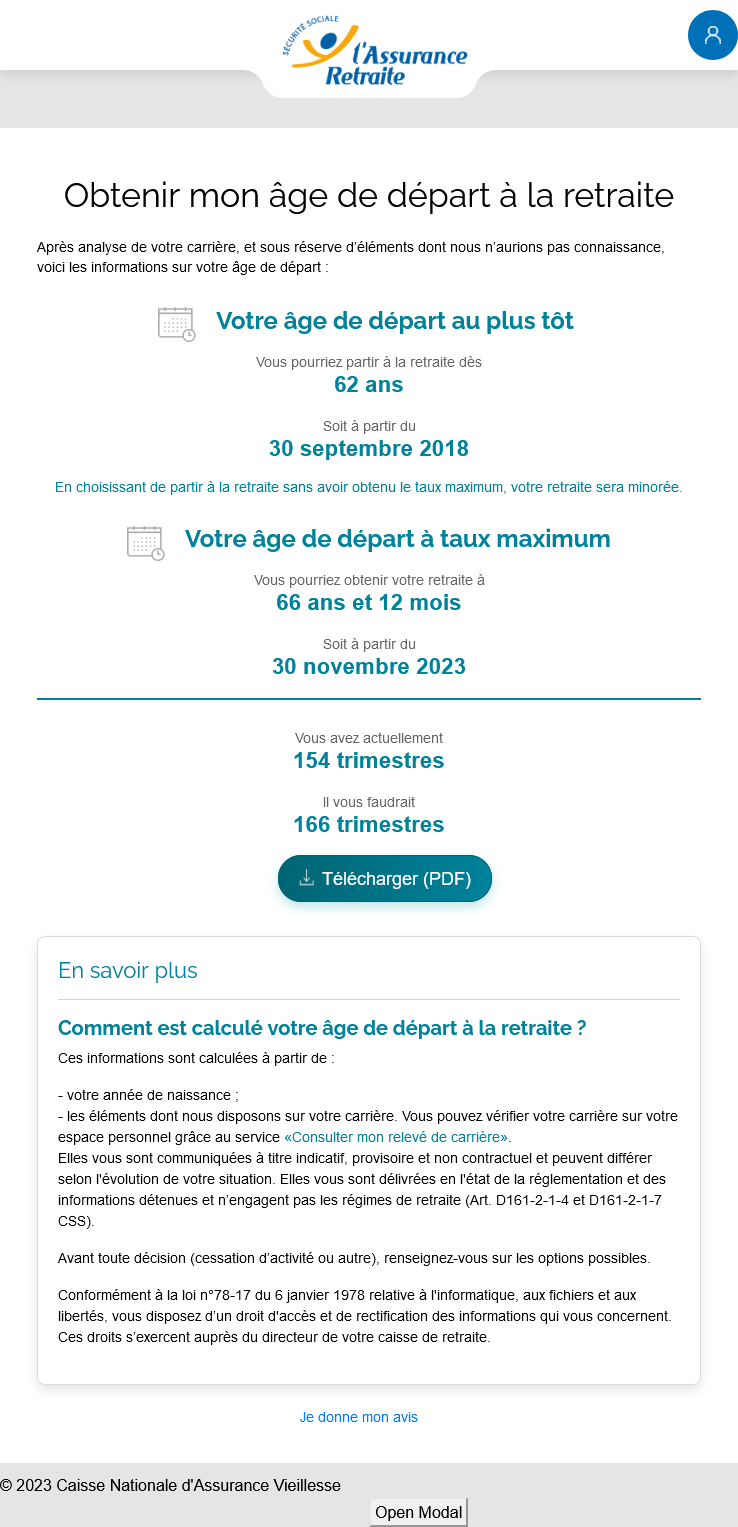 SÉCURITÉ SOCIALE
l'Assurance
Retraite
Obtenir mon âge de départ à la retraite
Après analyse de votre carrière, et sous réserve d’éléments dont nous n’aurions pas connaissance,
voici les informations sur votre âge de départ :
Votre âge de départ au plus tôt
Vous pourriez partir à la retraite dès
62 ans
Soit à partir du
30 septembre 2018
En choisissant de partir à la retraite sans avoir obtenu le taux maximum, votre retraite sera minorée.
Votre âge de départ à taux maximum
Vous pourriez obtenir votre retraite à
66 ans et 12 mois
Soit à partir du
30 novembre 2023
Vous avez actuellement
154 trimestres
Il vous faudrait
166 trimestres
Télécharger (PDF)
En savoir plus
Comment est calculé votre âge de départ à la retraite ?
Ces informations sont calculées à partir de :
- votre année de naissance ;
- les éléments dont nous disposons sur votre carrière. Vous pouvez vérifier votre carrière sur votre
espace personnel grâce au service «Consulter mon relevé de carrière».
Elles vous sont communiquées à titre indicatif, provisoire et non contractuel et peuvent différer
selon l'évolution de votre situation. Elles vous sont délivrées en l'état de la réglementation et des
informations détenues et n’engagent pas les régimes de retraite (Art. D161-2-1-4 et D161-2-1-7
CSS).
Avant toute décision (cessation d’activité ou autre), renseignez-vous sur les options possibles.
Conformément à la loi n°78-17 du 6 janvier 1978 relative à l'informatique, aux fichiers et aux
libertés, vous disposez d’un droit d'accès et de rectification des informations qui vous concernent.
Ces droits s’exercent auprès du directeur de votre caisse de retraite.
Je donne mon avis
© 2023 Caisse Nationale d'Assurance Vieillesse
Open Modal